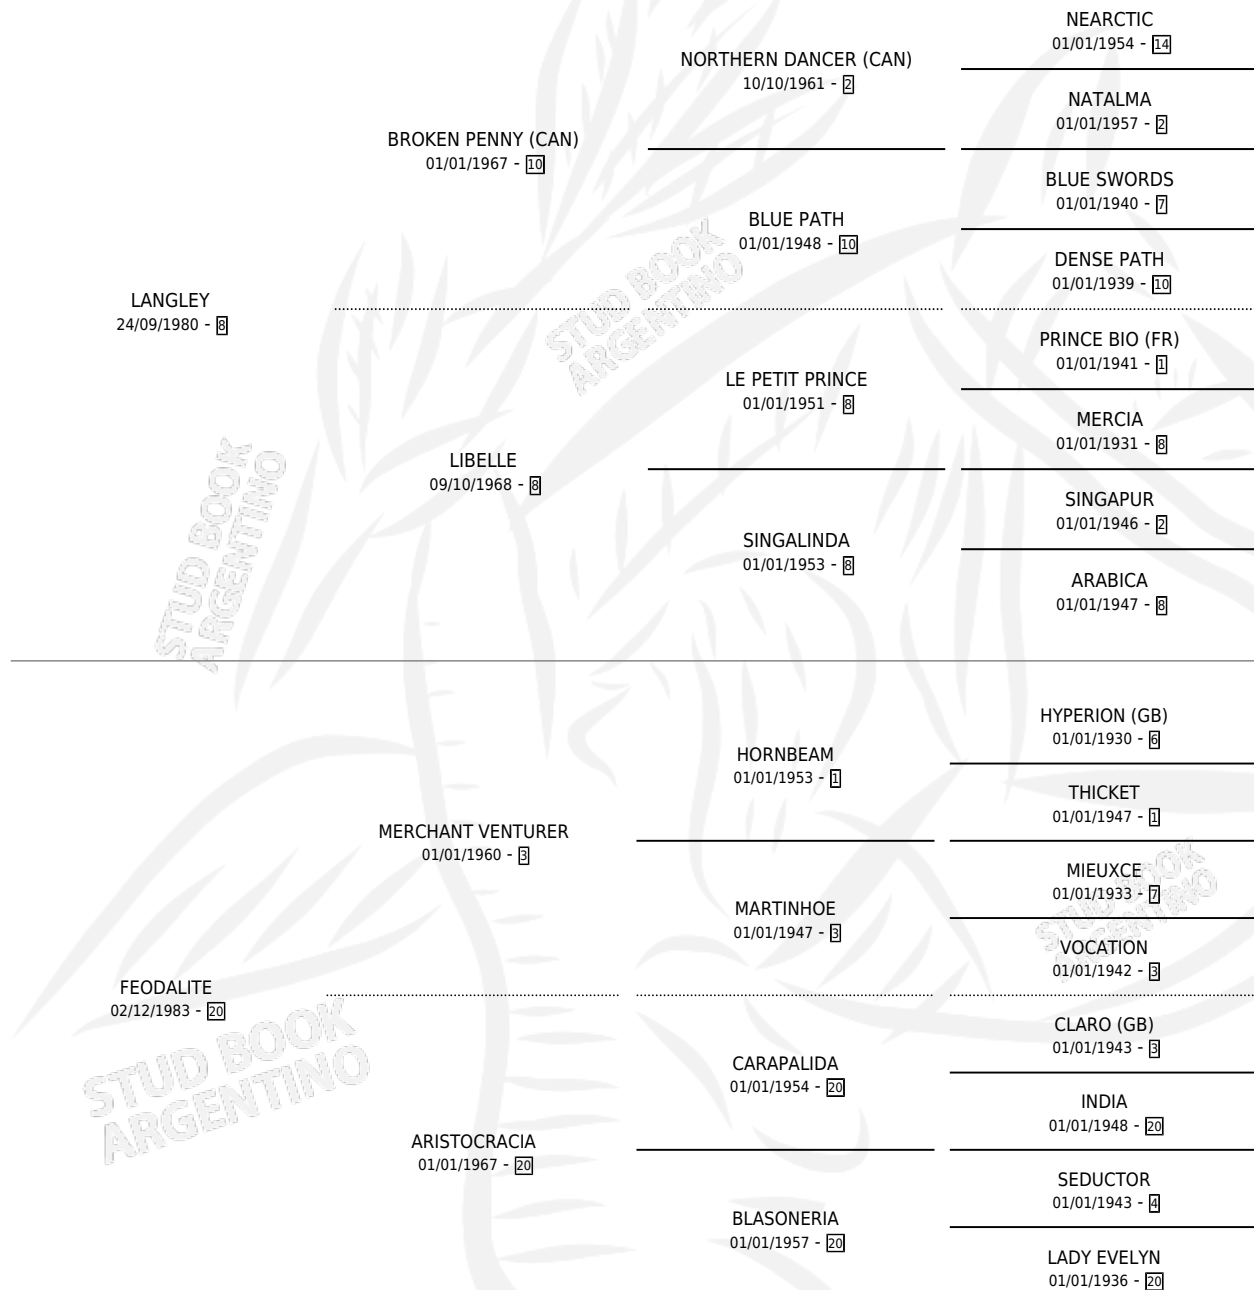 NEARCTIC
01/01/1954 - 14
NORTHERN DANCER (CAN)
10/10/1961 - 2
NATALMA
01/01/1957 - 2
BROKEN PENNY (CAN)
01/01/1967 - 10
BLUE SWORDS
01/01/1940 - 7
BLUE PATH
01/01/1948 - 10
DENSE PATH
01/01/1939 - 10
LANGLEY
24/09/1980 - 8
PRINCE BIO (FR)
01/01/1941 - 1
LE PETIT PRINCE
01/01/1951 - 8
MERCIA
01/01/1931 - 8
LIBELLE
09/10/1968 - 8
SINGAPUR
01/01/1946 - 2
SINGALINDA
01/01/1953 - 8
ARABICA
01/01/1947 - 8
HYPERION (GB)
01/01/1930 - 6
HORNBEAM
01/01/1953 - 1
THICKET
01/01/1947 - 1
MERCHANT VENTURER
01/01/1960 - 3
MIEUXCE
01/01/1933 - 7
MARTINHOE
01/01/1947 - 3
VOCATION
01/01/1942 - 3
FEODALITE
02/12/1983 - 20
CLARO (GB)
01/01/1943 - 3
CARAPALIDA
01/01/1954 - 20
INDIA
01/01/1948 - 20
ARISTOCRACIA
01/01/1967 - 20
SEDUCTOR
01/01/1943 - 4
BLASONERIA
01/01/1957 - 20
LADY EVELYN
01/01/1936 - 20
STUD BOOK
ARGENTINO
STUD BOOK
ARGENTINO
STUD BOOK
ARGENTINO
STUD BOOK
ARGENTINO